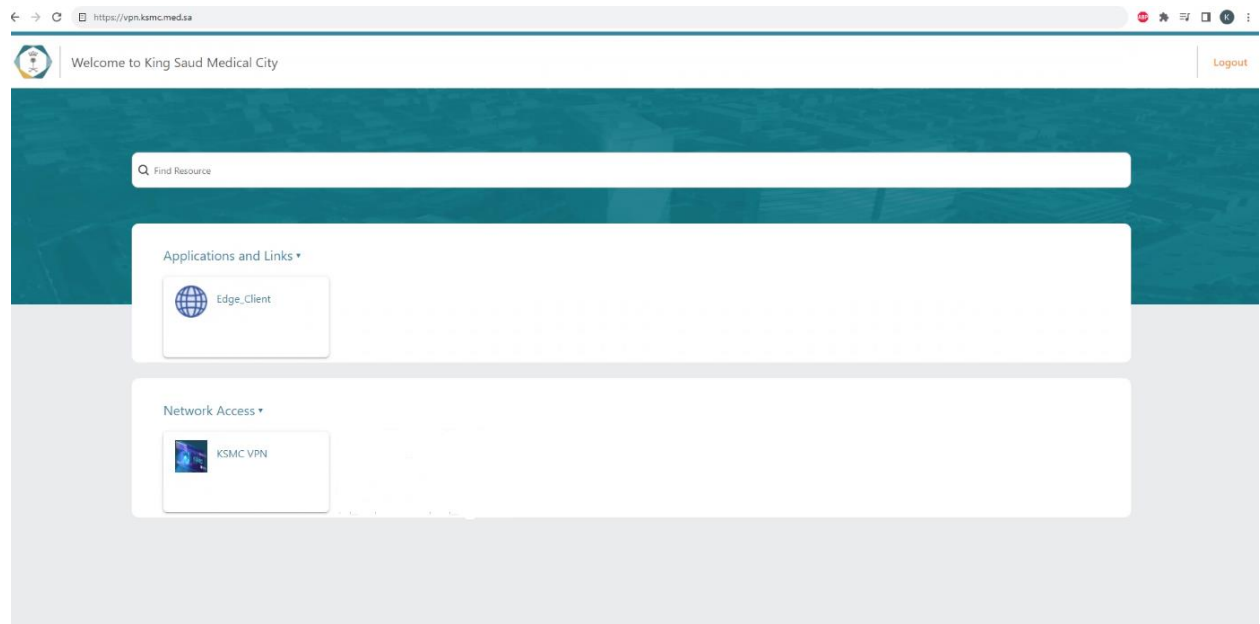 https://vpn.ksmc.med.sa
ABP
K
Welcome to King Saud Medical City
Logout
Find Resource
Applications and Links
Edge_Client
Network Access
KSMC VPN